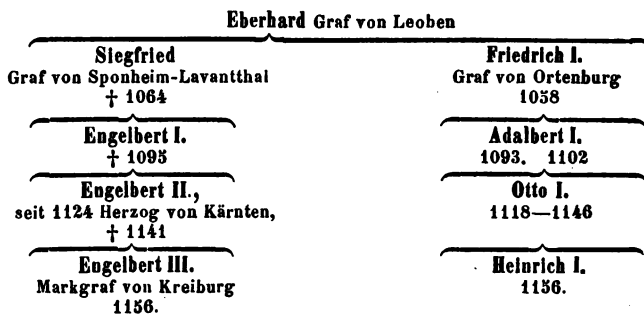 Eberhard Graf von Leoben
Siegfried
Graf von Sponheim-Lavantthal
† 1064
Engelbert I.
† 1095
Engelbert II.,
seit 1124 Herzog von Kärnten,
† 1141
Engelbert III.
Markgraf von Kreiburg
1156.
Friedrich I.
Graf von Ortenburg
1058
Adalbert I.
1093. 1102
Otto I.
1118—1146
Heinrich I.
1156.